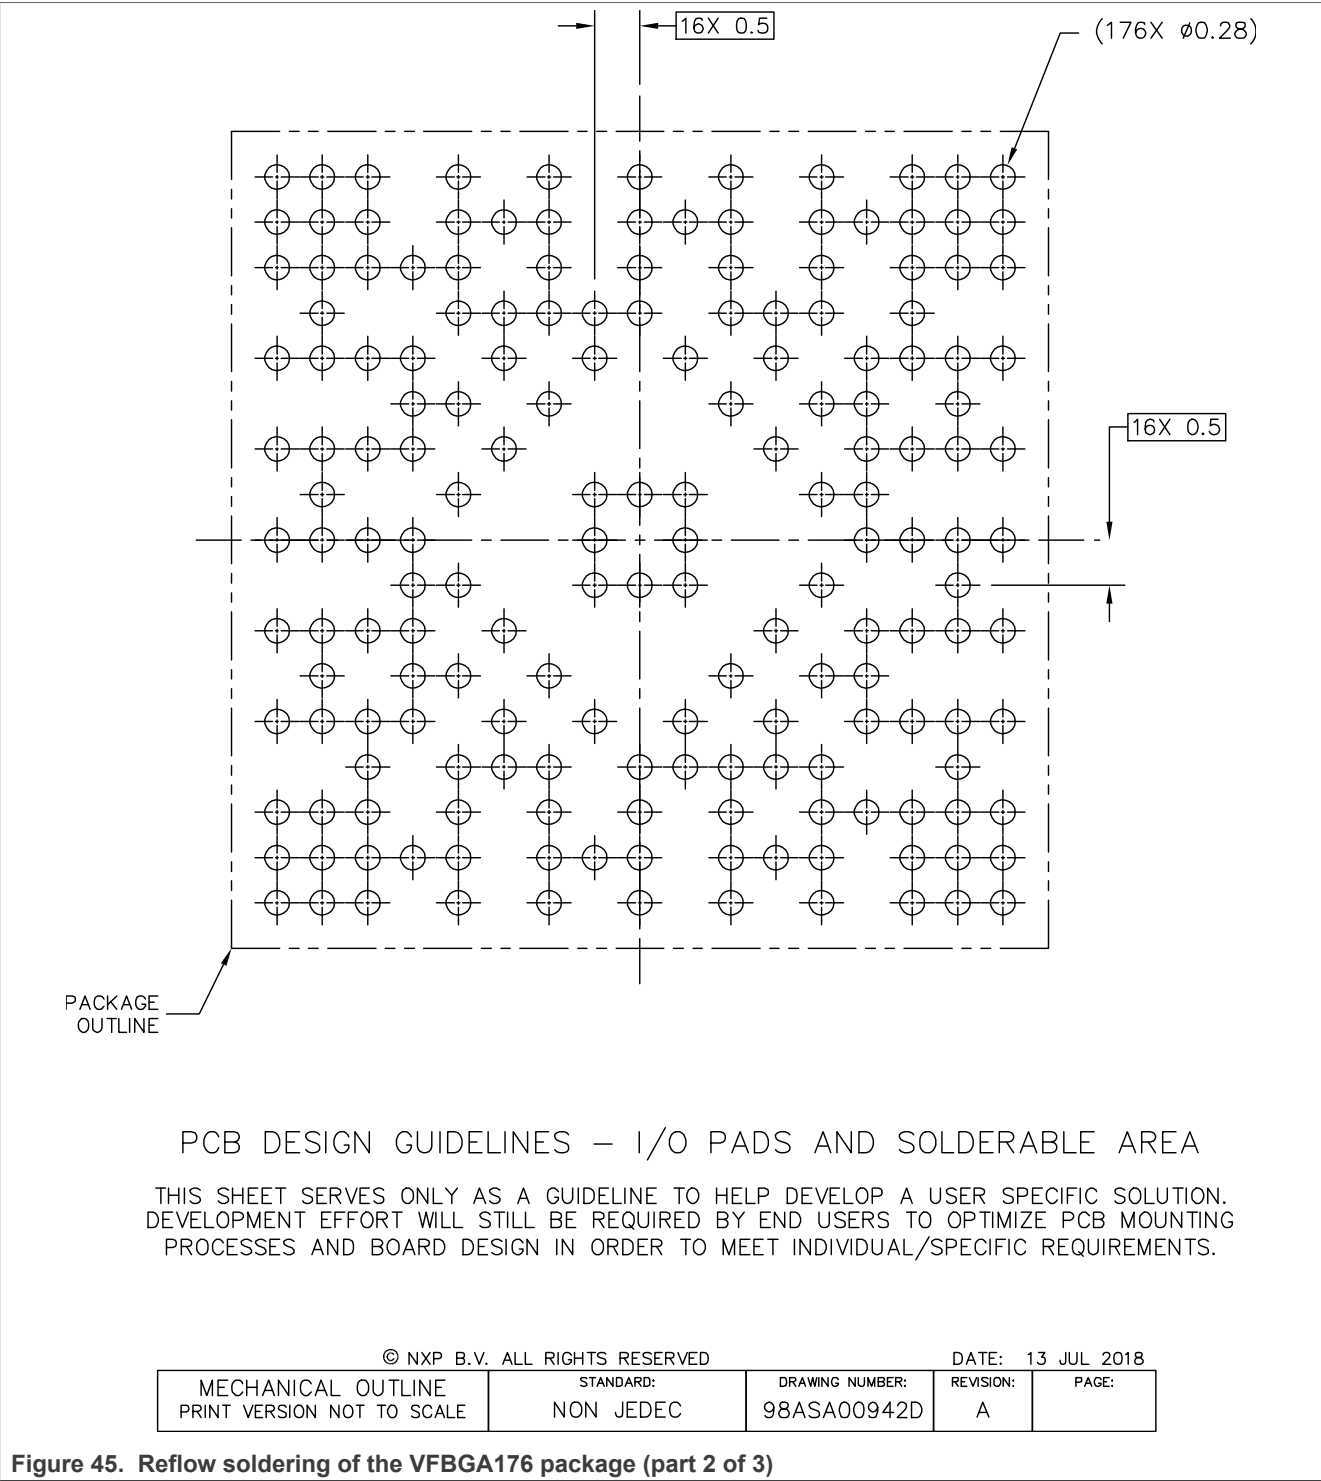 16X 0.5
(176X ø0.28)
16X 0.5
PACKAGE
OUTLINE
PCB DESIGN GUIDELINES – I/O PADS AND SOLDERABLE AREA
THIS SHEET SERVES ONLY AS A GUIDELINE TO HELP DEVELOP A USER SPECIFIC SOLUTION.
DEVELOPMENT EFFORT WILL STILL BE REQUIRED BY END USERS TO OPTIMIZE PCB MOUNTING
PROCESSES AND BOARD DESIGN IN ORDER TO MEET INDIVIDUAL/SPECIFIC REQUIREMENTS.
© NXP B.V. ALL RIGHTS RESERVED
DATE: 13 JUL 2018
MECHANICAL OUTLINE
PRINT VERSION NOT TO SCALE
STANDARD:
NON JEDEC
DRAWING NUMBER:
98ASA00942D
REVISION:
A
PAGE:
Figure 45. Reflow soldering of the VFBGA176 package (part 2 of 3)